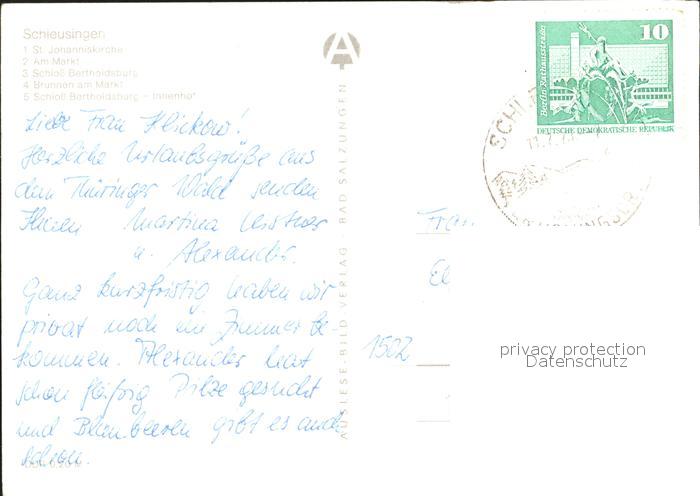 Schleusingen
1 St. Johanniskirche
2 Am Markt
3 Schloß Bertholdsburg
4 Brunnen am Markt
5 Schloß Bertholdsburg - Innenhof
Liebe Frau
Herzliche Urlaubsgrüße aus
dem Thüringer Wald senden
Ihnen Martina
u. Alexander.
Ganz kurzfristig haben wir
privat noch ein Zimmer be-
kommen. Alexander hat
schon fleißig Pilze gesucht
und Blaubeeren gibt es auch
schon.
AUSLESE-BILD-VERLAG - BAD SALZUNGEN
A
Berlin, Rathausstraße
10
DEUTSCHE DEMOKRATISCHE REPUBLIK
Frau
1502
privacy protection
Datenschutz